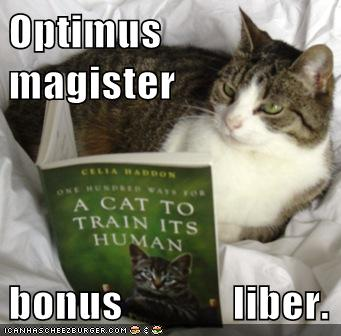 Optimus
magister
CELIA HADDON
ONE HUNDRED WAYS FOR
A CAT TO
TRAIN ITS
HUMAN
bonus liber.
ICANHASCHEEZBURGER.COM